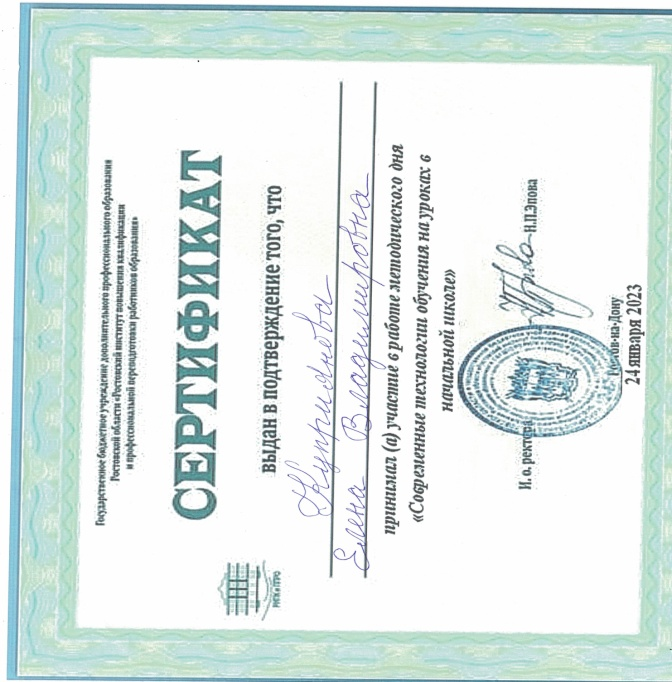 Государственное бюджетное учреждение дополнительного профессионального образования
Ростовской области «Ростовский институт повышения квалификации
и профессиональной переподготовки работников образования»
РИПК и ППРО
СЕРТИФИКАТ
выдан в подтверждение того, что
Куприянова
Елена Владимировна
принимал (а) участие в работе методического дня
«Современные технологии обучения на уроках в
начальной школе»
И. о. ректора Н.П.Эпова
Ростов-на-Дону
24 января 2023